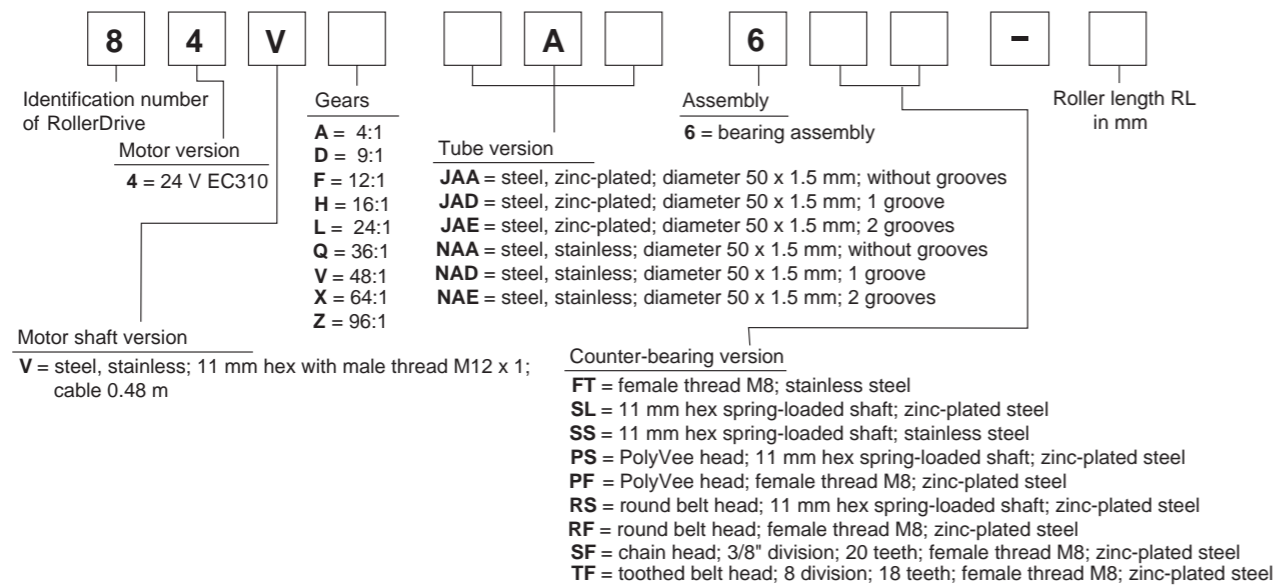 8 4 V A 6 -
Identification number
of RollerDrive
Motor version
4 = 24 V EC310
Gears
A = 4:1
D = 9:1
F = 12:1
H = 16:1
L = 24:1
Q = 36:1
V = 48:1
X = 64:1
Z = 96:1
Tube version
JAA = steel, zinc-plated; diameter 50 x 1.5 mm; without grooves
JAD = steel, zinc-plated; diameter 50 x 1.5 mm; 1 groove
JAE = steel, zinc-plated; diameter 50 x 1.5 mm; 2 grooves
NAA = steel, stainless; diameter 50 x 1.5 mm; without grooves
NAD = steel, stainless; diameter 50 x 1.5 mm; 1 groove
NAE = steel, stainless; diameter 50 x 1.5 mm; 2 grooves
Assembly
6 = bearing assembly
Roller length RL
in mm
Motor shaft version
V = steel, stainless; 11 mm hex with male thread M12 x 1;
cable 0.48 m
Counter-bearing version
FT = female thread M8; stainless steel
SL = 11 mm hex spring-loaded shaft; zinc-plated steel
SS = 11 mm hex spring-loaded shaft; stainless steel
PS = PolyVee head; 11 mm hex spring-loaded shaft; zinc-plated steel
PF = PolyVee head; female thread M8; zinc-plated steel
RS = round belt head; 11 mm hex spring-loaded shaft; zinc-plated steel
RF = round belt head; female thread M8; zinc-plated steel
SF = chain head; 3/8" division; 20 teeth; female thread M8; zinc-plated steel
TF = toothed belt head; 8 division; 18 teeth; female thread M8; zinc-plated steel